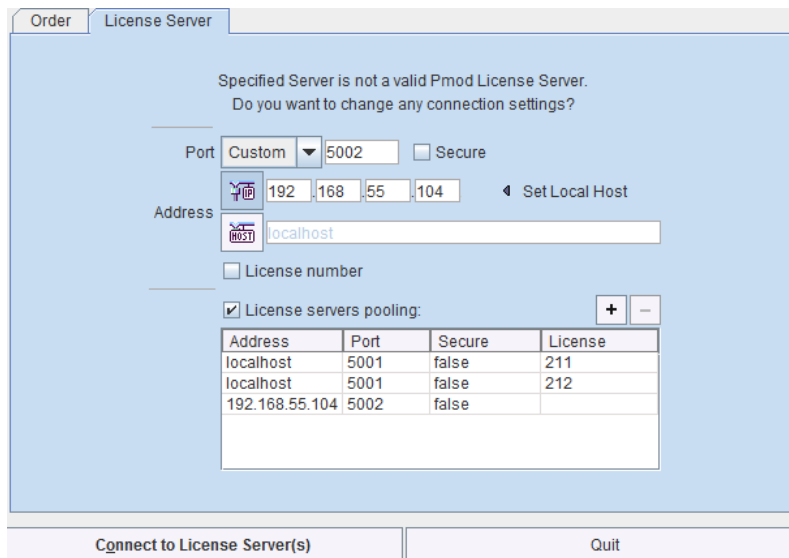 Order License Server
Specified Server is not a valid Pmod License Server.
Do you want to change any connection settings?
Port Custom 5002 Secure
IP 192 .168 .55 .104 Set Local Host
Address
HOST localhost
License number
License servers pooling: + −
Address Port Secure License
localhost 5001 false 211
localhost 5001 false 212
192.168.55.104 5002 false
Connect to License Server(s) Quit